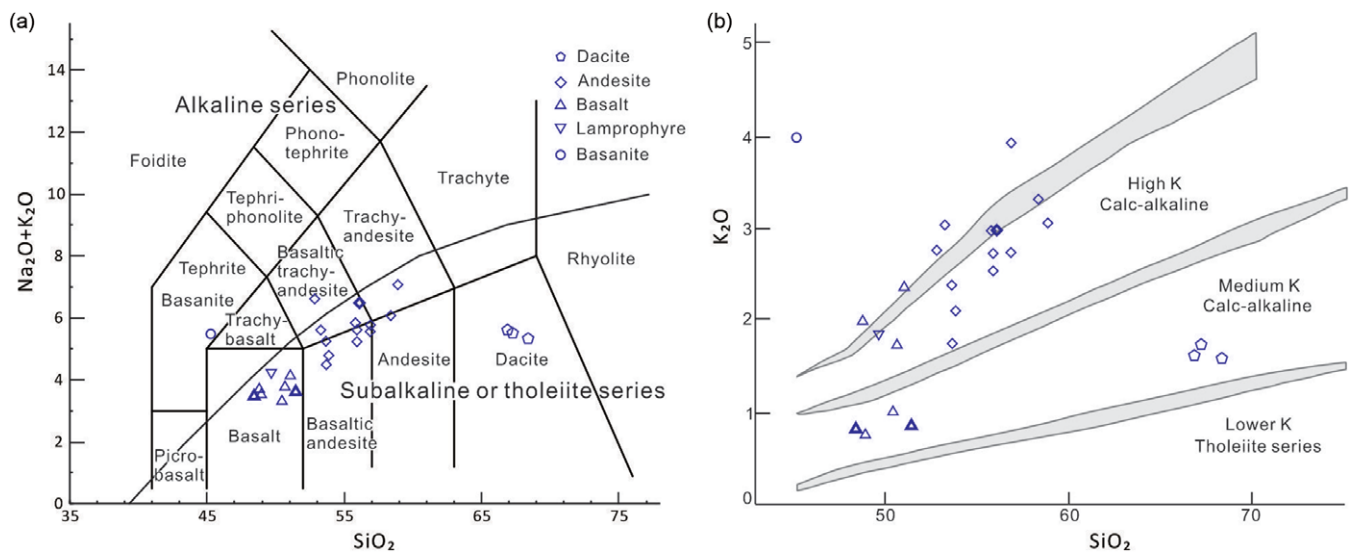 (a)
14
12
10
8
6
4
2
0
35
45
55
65
75
Na₂O+K₂O
SiO₂
Alkaline series
Phonolite
Phono-
tephrite
Foidite
Tephri-
phonolite
Trachyte
Trachy-
andesite
Tephrite
Basanite
Basaltic
trachy-
andesite
Trachy-
basalt
Rhyolite
Andesite
Dacite
Subalkaline or tholeiite series
Basalt
Basaltic
andesite
Picro-
basalt
Dacite
Andesite
Basalt
Lamprophyre
Basanite
(b)
5
4
3
2
1
0
50
60
70
K₂O
SiO₂
High K
Calc-alkaline
Medium K
Calc-alkaline
Lower K
Tholeiite series